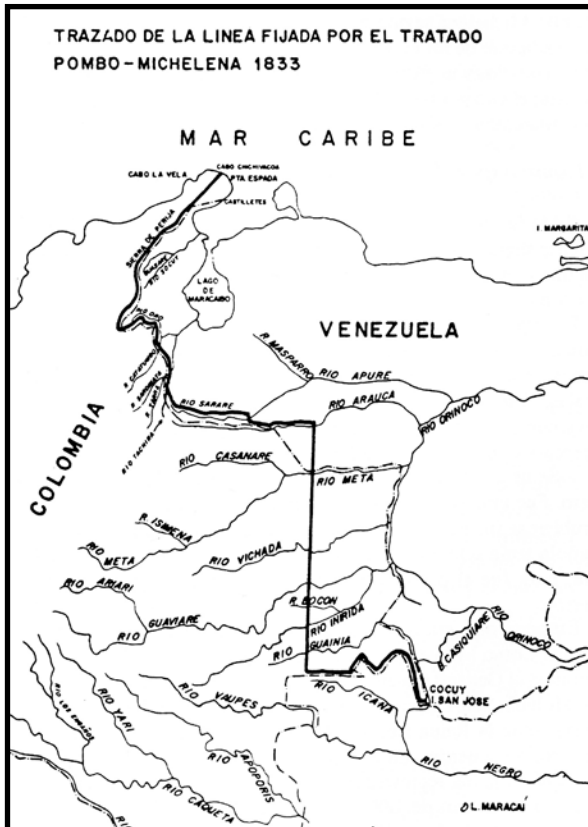 TRAZADO DE LA LINEA FIJADA POR EL TRATADO
POMBO-MICHELENA 1833
MAR CARIBE
CABO CHICHIVACOA
CABO LA VELA
PTA. ESPADA
CASTILLETES
I. MARGARITA
SIERRA DE PERIJA
RIO SOCUY
LAGO
DE
MARACAIBO
RIO ORO
VENEZUELA
R. MASPARRO
RIO APURE
COLOMBIA
RIO SARARE
RIO ARAUCA
RIO ORINOCO
RIO TACHIRA
RIO CASANARE
RIO META
R. ISMENA
RIO
META
RIO VICHADA
RIO
ARIARI
R. BOCON
RIO
GUAVIARE
RIO INIRIDA
RIO
GUAINIA
B. CASIQUIARE
RIO
ORINOCO
RIO
VAUPES
RIO
ICANA
COCUY
I. SAN JOSE
RIO YARI
RIO
APOPORIS
RIO
NEGRO
RIO CAQUETA
L. MARACAÍ